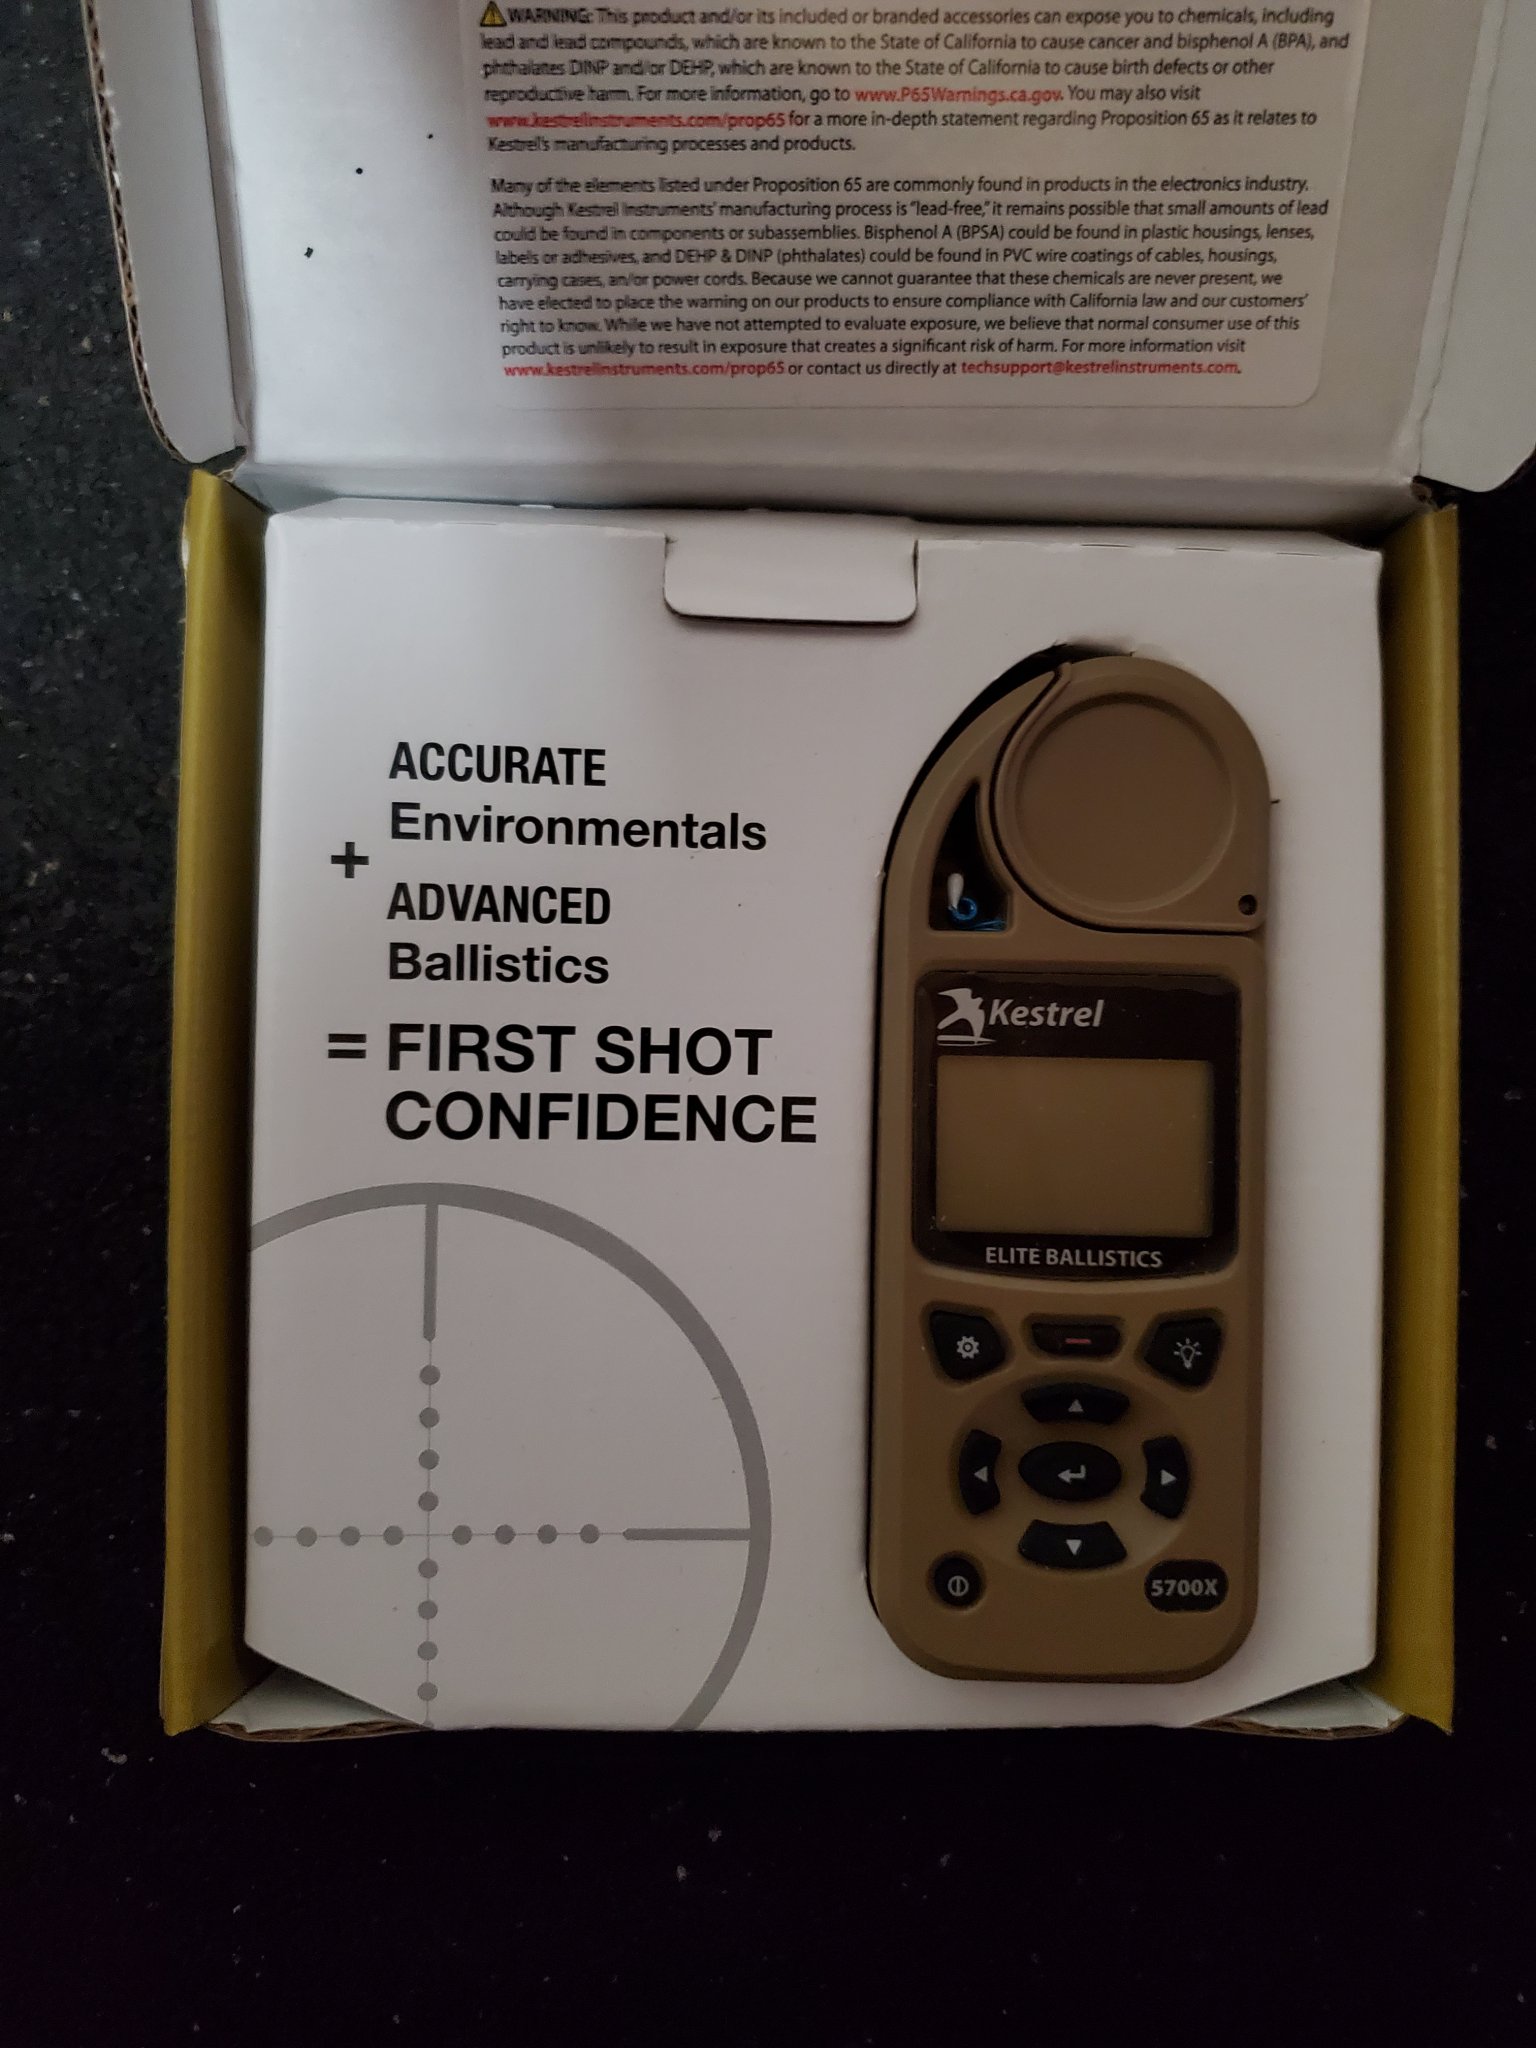 WARNING: This product and/or its included or branded accessories can expose you to chemicals, including
lead and lead compounds, which are known to the State of California to cause cancer and bisphenol A (BPA), and
phthalates DINP and/or DEHP, which are known to the State of California to cause birth defects or other
reproductive harm. For more information, go to www.P65Warnings.ca.gov. You may also visit
www.kestrelinstruments.com/prop65 for a more in-depth statement regarding Proposition 65 as it relates to
Kestrel's manufacturing processes and products.
Many of the elements listed under Proposition 65 are commonly found in products in the electronics industry.
Although Kestrel Instruments' manufacturing process is "lead-free," it remains possible that small amounts of lead
could be found in components or subassemblies. Bisphenol A (BPSA) could be found in plastic housings, lenses,
labels or adhesives, and DEHP & DINP (phthalates) could be found in PVC wire coatings of cables, housings,
carrying cases, an/or power cords. Because we cannot guarantee that these chemicals are never present, we
have elected to place the warning on our products to ensure compliance with California law and our customers'
right to know. While we have not attempted to evaluate exposure, we believe that normal consumer use of this
product is unlikely to result in exposure that creates a significant risk of harm. For more information visit
www.kestrelinstruments.com/prop65 or contact us directly at techsupport@kestrelinstruments.com.
ACCURATE
Environmentals
+
ADVANCED
Ballistics
= FIRST SHOT
CONFIDENCE
Kestrel
ELITE BALLISTICS
5700X